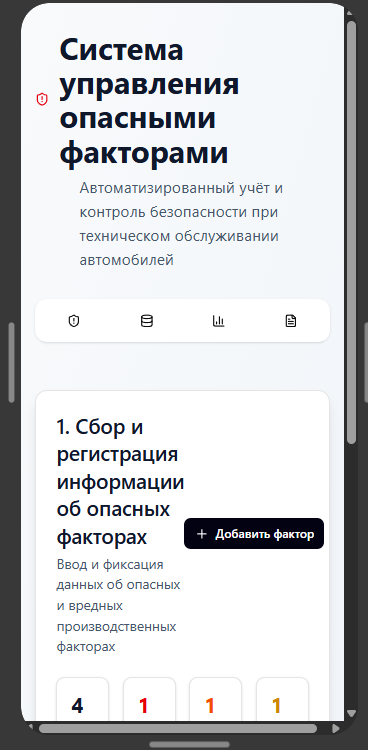 Система
управления
опасными
факторами
Автоматизированный учёт и
контроль безопасности при
техническом обслуживании
автомобилей
1. Сбор и
регистрация
информации
об опасных
факторах
Добавить фактор
Ввод и фиксация
данных об опасных
и вредных
производственных
факторах
4 1 1 1